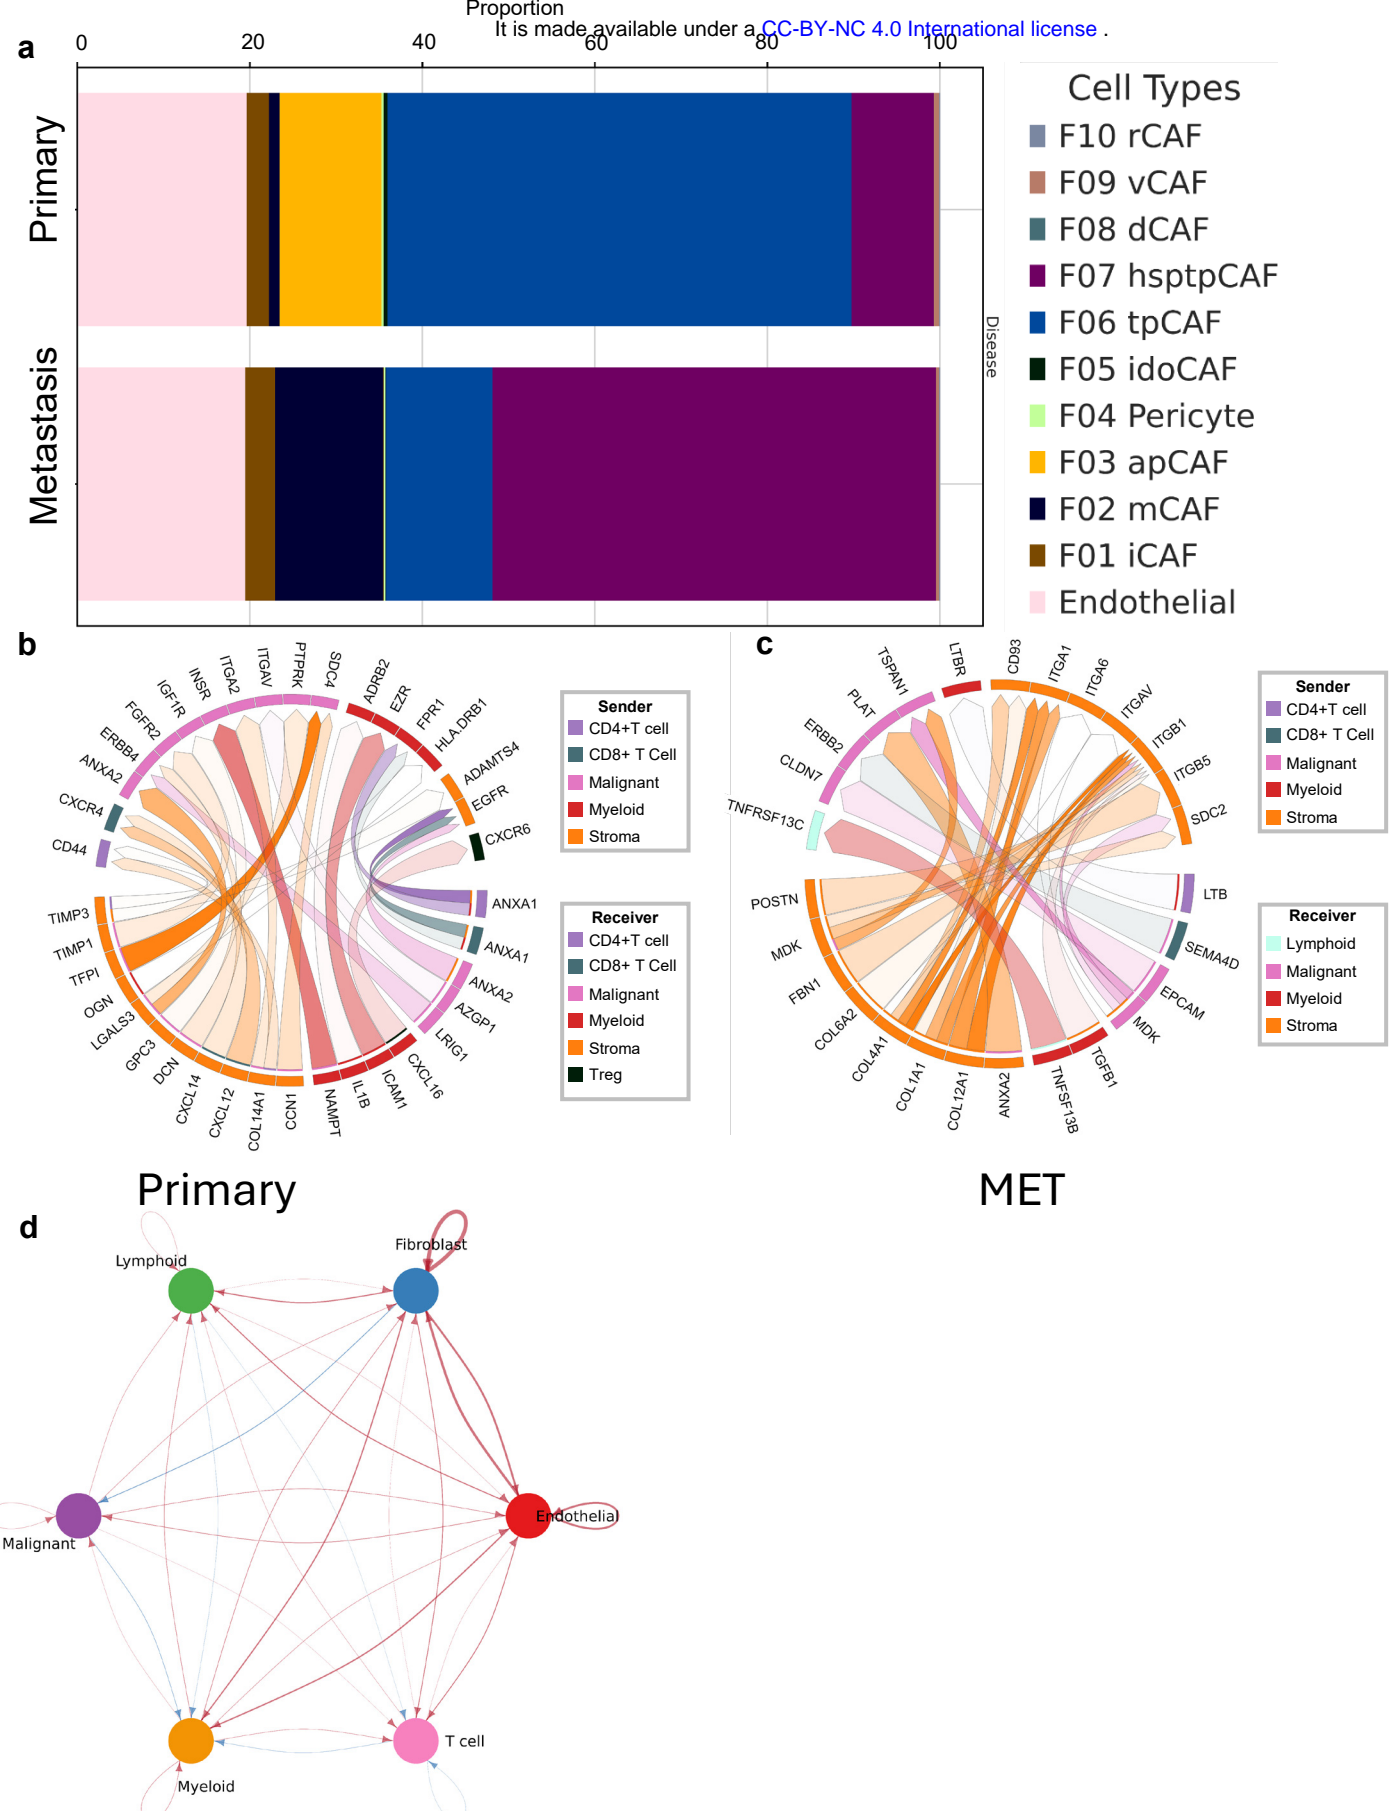 Proportion
It is made available under a CC-BY-NC 4.0 International license .
a
0 20 40 60 80 100
Primary
Metastasis
Disease
Cell Types
F10 rCAF
F09 vCAF
F08 dCAF
F07 hsptpCAF
F06 tpCAF
F05 idoCAF
F04 Pericyte
F03 apCAF
F02 mCAF
F01 iCAF
Endothelial
b
CD44
CXCR4
ANXA2
ERBB4
FGFR2
IGF1R
INSR
ITGA2
ITGAV
PTPRK
SDC4
ADRB2
EZR
FPR1
HLA.DRB1
ADAMTS4
EGFR
CXCR6
ANXA1
ANXA1
ANXA2
AZGP1
LRIG1
CXCL16
ICAM1
IL1B
NAMPT
CCN1
COL14A1
CXCL12
CXCL14
DCN
GPC3
LGALS3
OGN
TFPI
TIMP1
TIMP3
Sender
CD4+T cell
CD8+ T Cell
Malignant
Myeloid
Stroma
Receiver
CD4+T cell
CD8+ T Cell
Malignant
Myeloid
Stroma
Treg
Primary
c
TNFRSF13C
CLDN7
ERBB2
PLAT
TSPAN1
LTBR
CD93
ITGA1
ITGA6
ITGAV
ITGB1
ITGB5
SDC2
LTB
SEMA4D
EPCAM
MDK
TGFB1
TNFSF13B
ANXA2
COL12A1
COL1A1
COL4A1
COL6A2
FBN1
MDK
POSTN
Sender
CD4+T cell
CD8+ T Cell
Malignant
Myeloid
Stroma
Receiver
Lymphoid
Malignant
Myeloid
Stroma
MET
d
Lymphoid
Fibroblast
Malignant
Endothelial
Myeloid
T cell